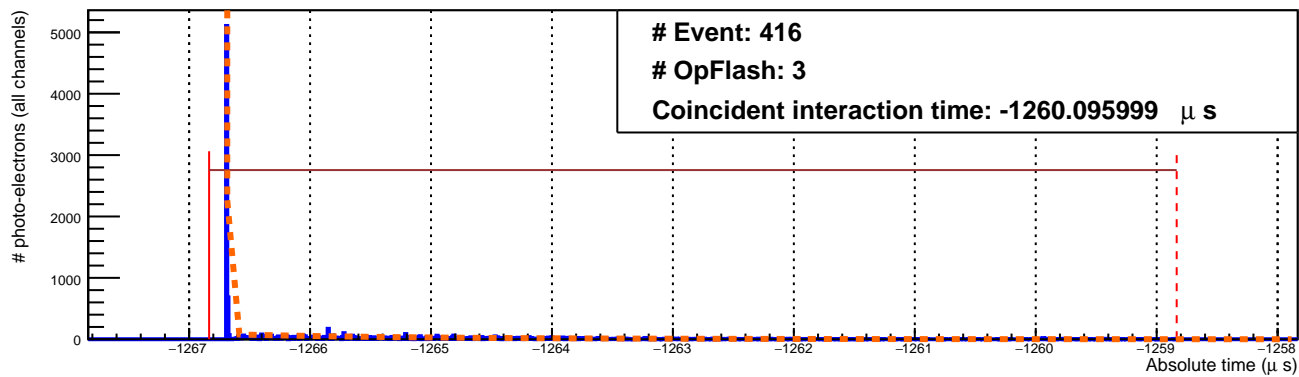 # Event: 416
# OpFlash: 3
Coincident interaction time: -1260.095999 μ s
# photo-electrons (all channels)
5000
4000
3000
2000
1000
0
−1267 −1266 −1265 −1264 −1263 −1262 −1261 −1260 −1259 −1258
Absolute time (μ s)